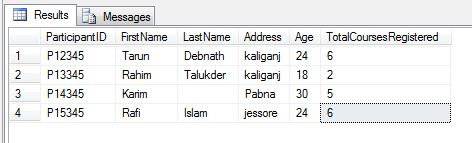 Results Messages
ParticipantID FirstName LastName Address Age TotalCoursesRegistered
1 P12345 Tarun Debnath kaliganj 24 6
2 P13345 Rahim Talukder kaliganj 18 2
3 P14345 Karim Pabna 30 5
4 P15345 Rafi Islam jessore 24 6